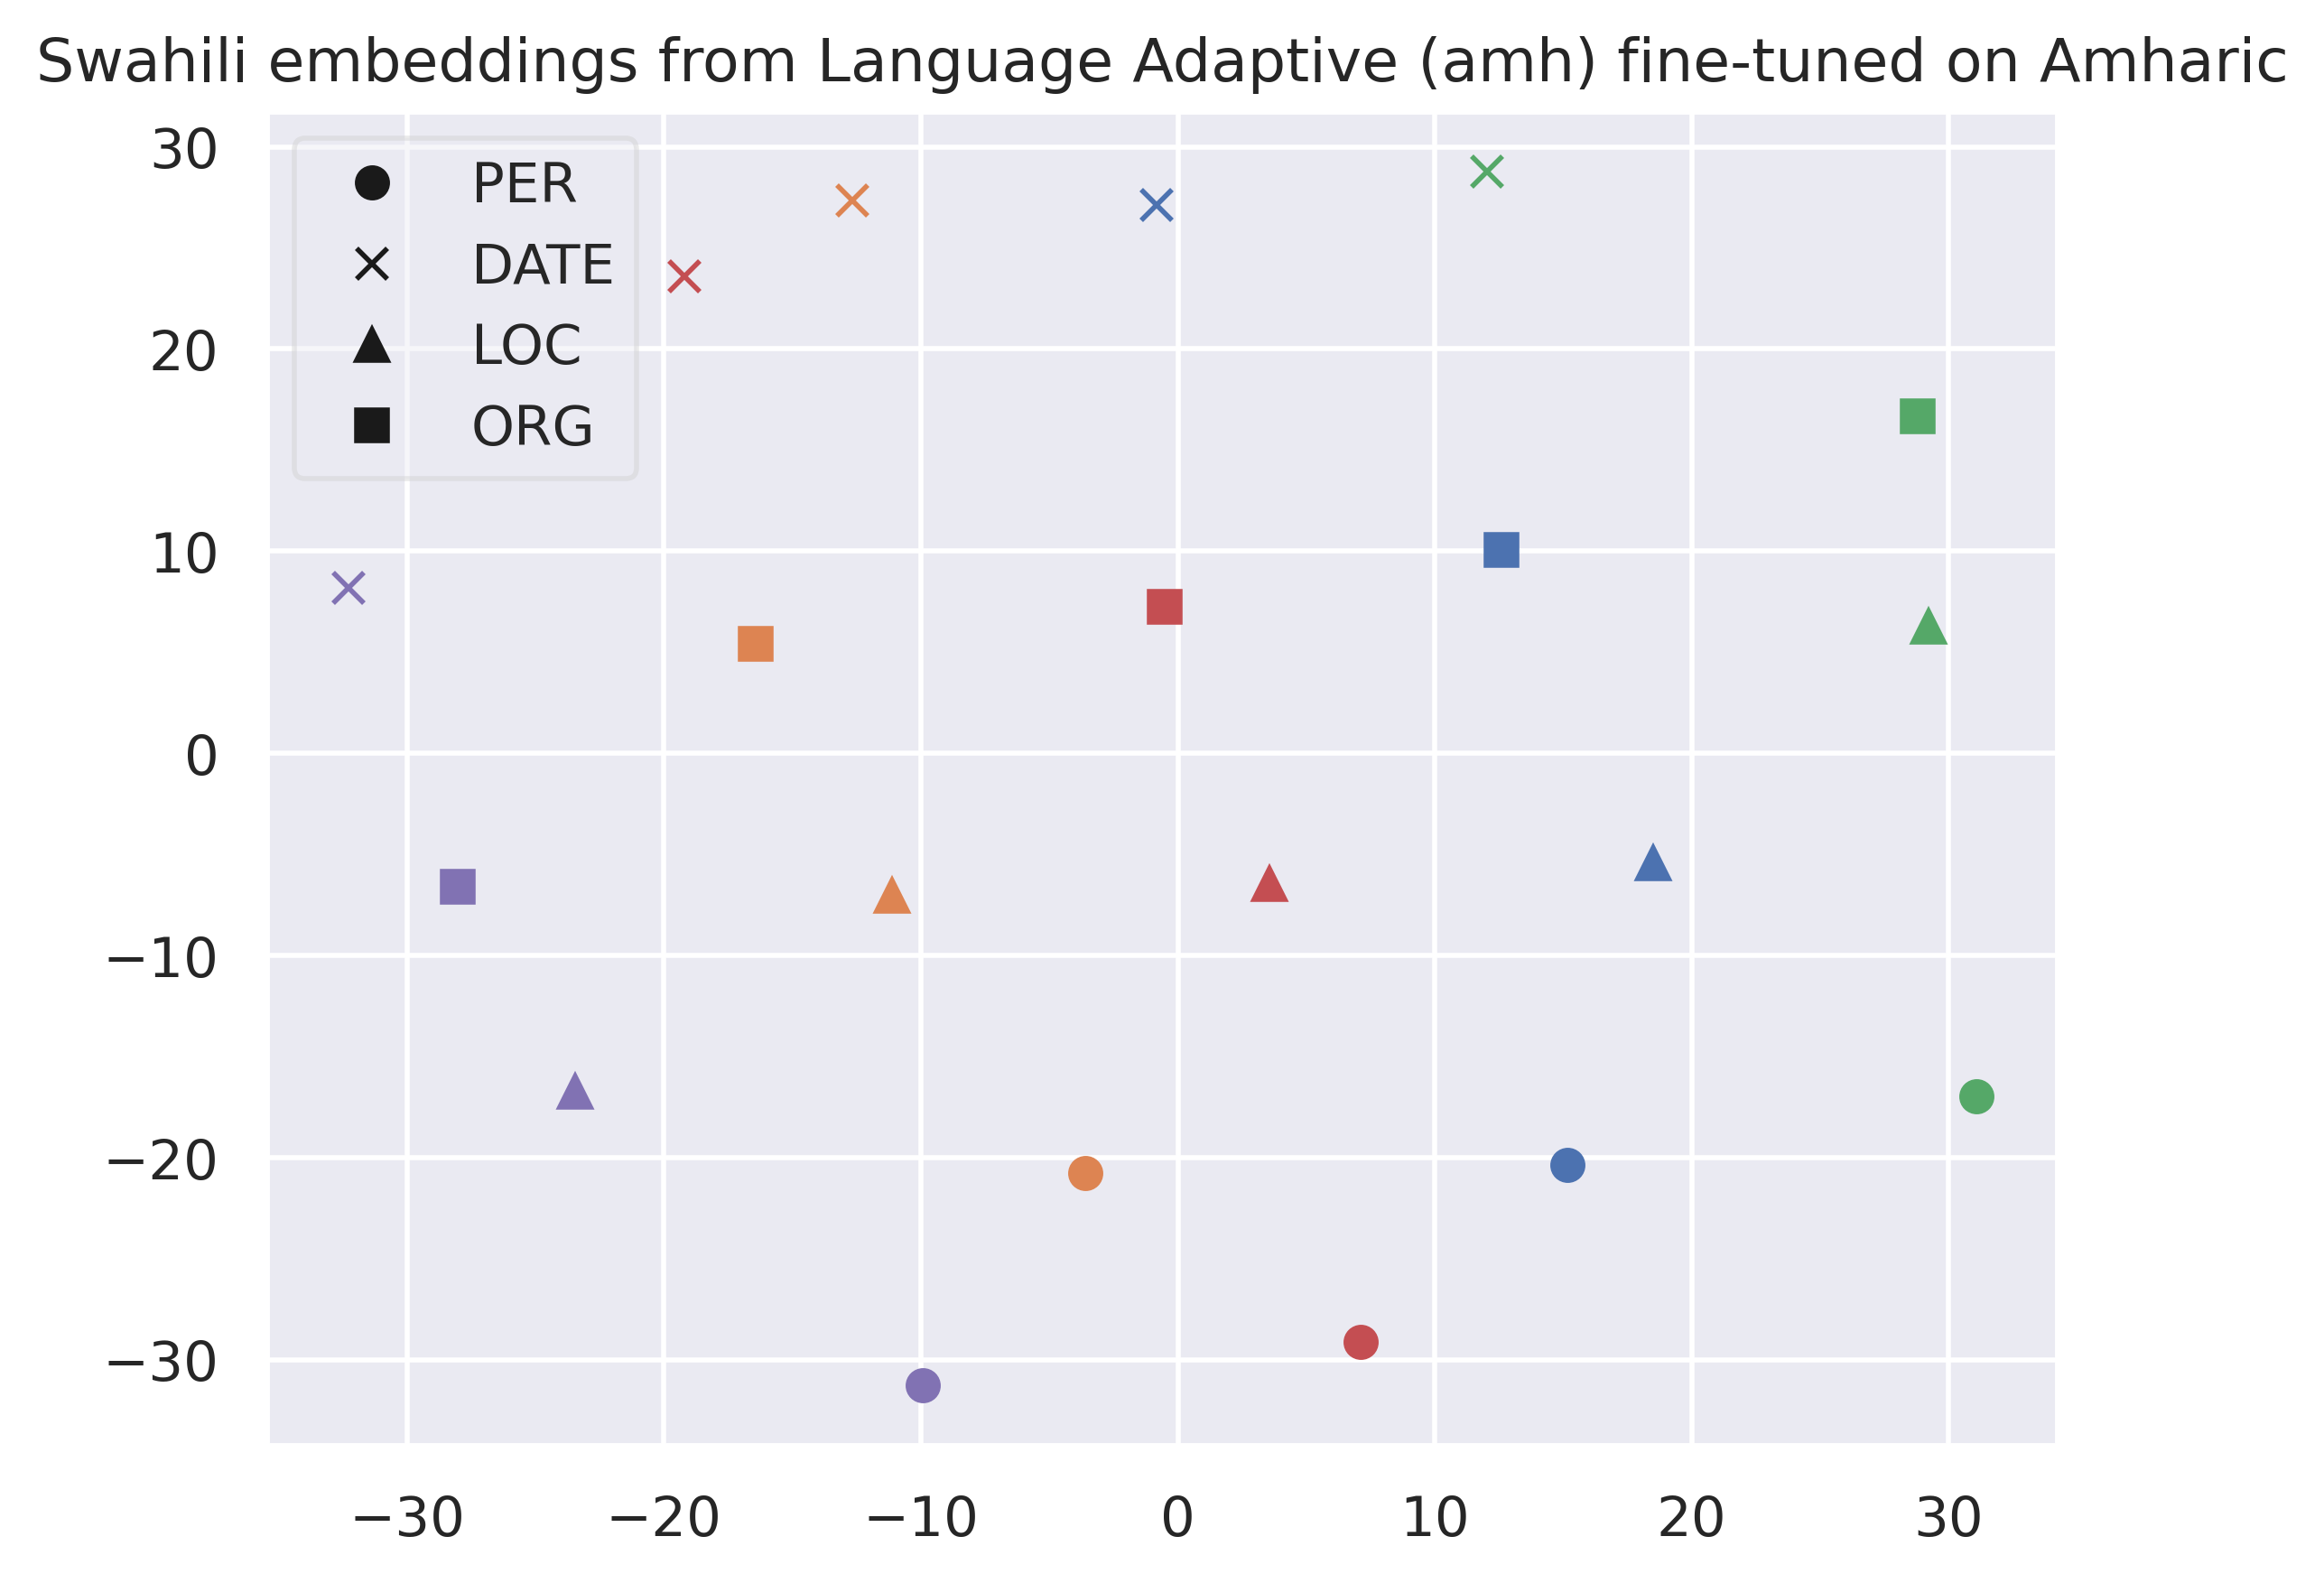 Swahili embeddings from Language Adaptive (amh) fine-tuned on Amharic
PER
DATE
LOC
ORG
30
20
10
0
−10
−20
−30
−30 −20 −10 0 10 20 30